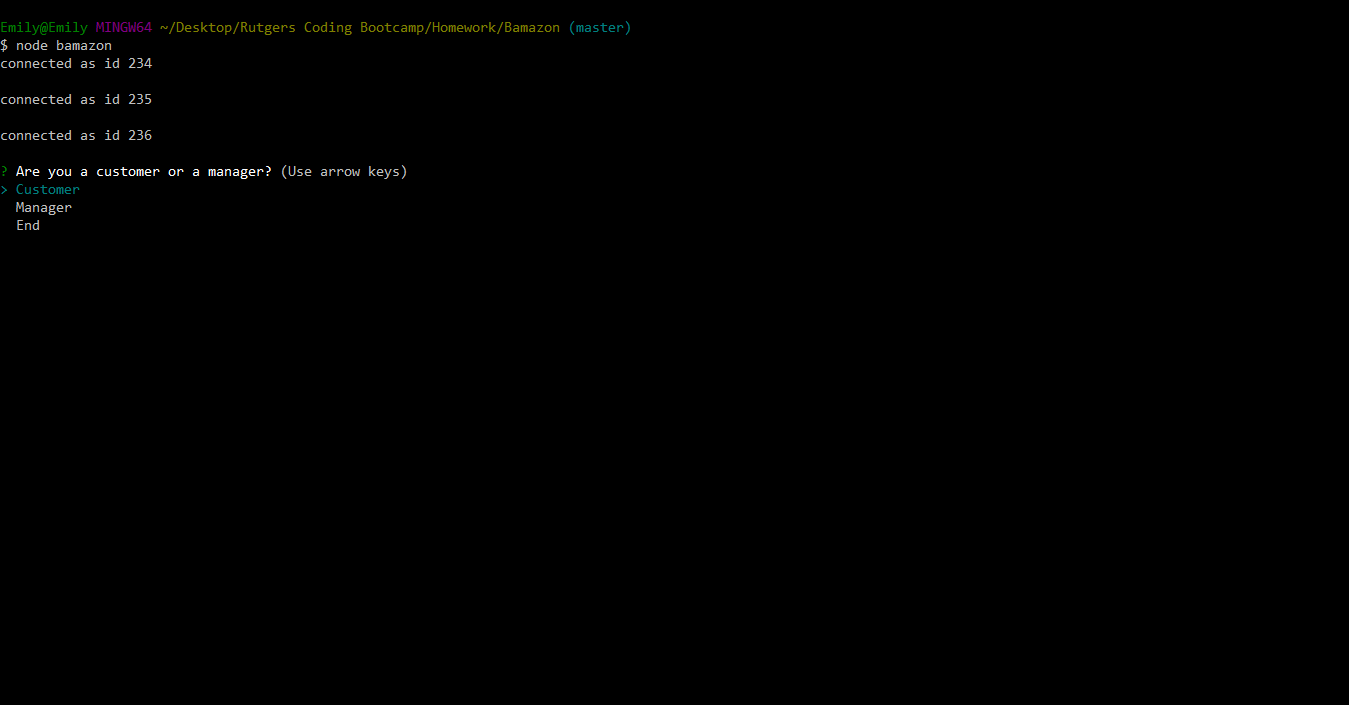 Emily@Emily MINGW64 ~/Desktop/Rutgers Coding Bootcamp/Homework/Bamazon (master)
$ node bamazon
connected as id 234
connected as id 235
connected as id 236
? Are you a customer or a manager? (Use arrow keys)
> Customer
Manager
End